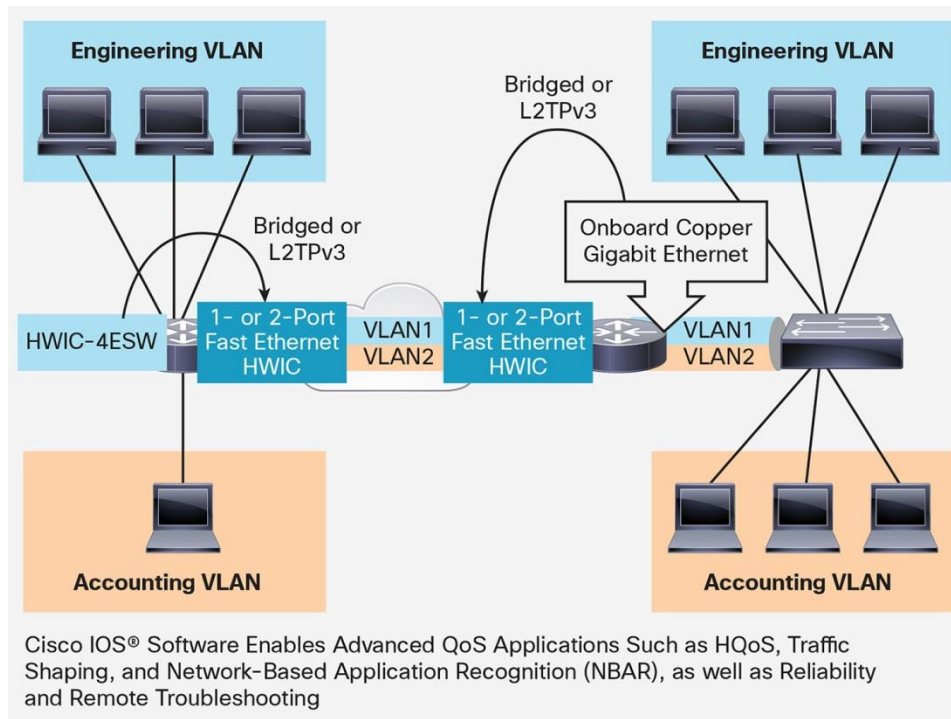 Engineering VLAN
Engineering VLAN
Bridged or
L2TPv3
Bridged or
L2TPv3
Onboard Copper
Gigabit Ethernet
HWIC-4ESW
1- or 2-Port
Fast Ethernet
HWIC
VLAN1
VLAN2
1- or 2-Port
Fast Ethernet
HWIC
VLAN1
VLAN2
Accounting VLAN
Accounting VLAN
Cisco IOS® Software Enables Advanced QoS Applications Such as HQoS, Traffic
Shaping, and Network-Based Application Recognition (NBAR), as well as Reliability
and Remote Troubleshooting